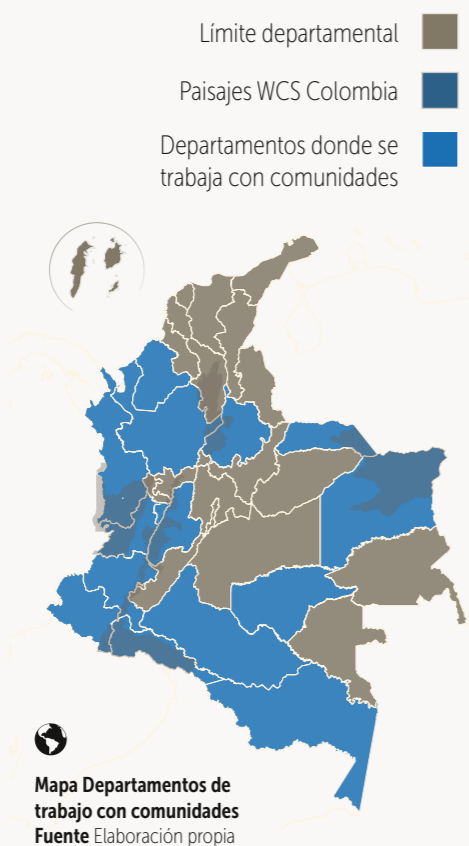 Límite departamental
Paisajes WCS Colombia
Departamentos donde se
trabaja con comunidades
Mapa Departamentos de
trabajo con comunidades
Fuente Elaboración propia